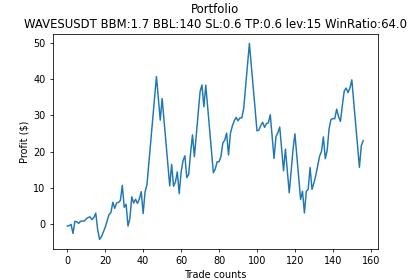 Portfolio
WAVESUSDT BBM:1.7 BBL:140 SL:0.6 TP:0.6 lev:15 WinRatio:64.0
50
40
30
20
10
0
Profit ($)
0 20 40 60 80 100 120 140 160
Trade counts